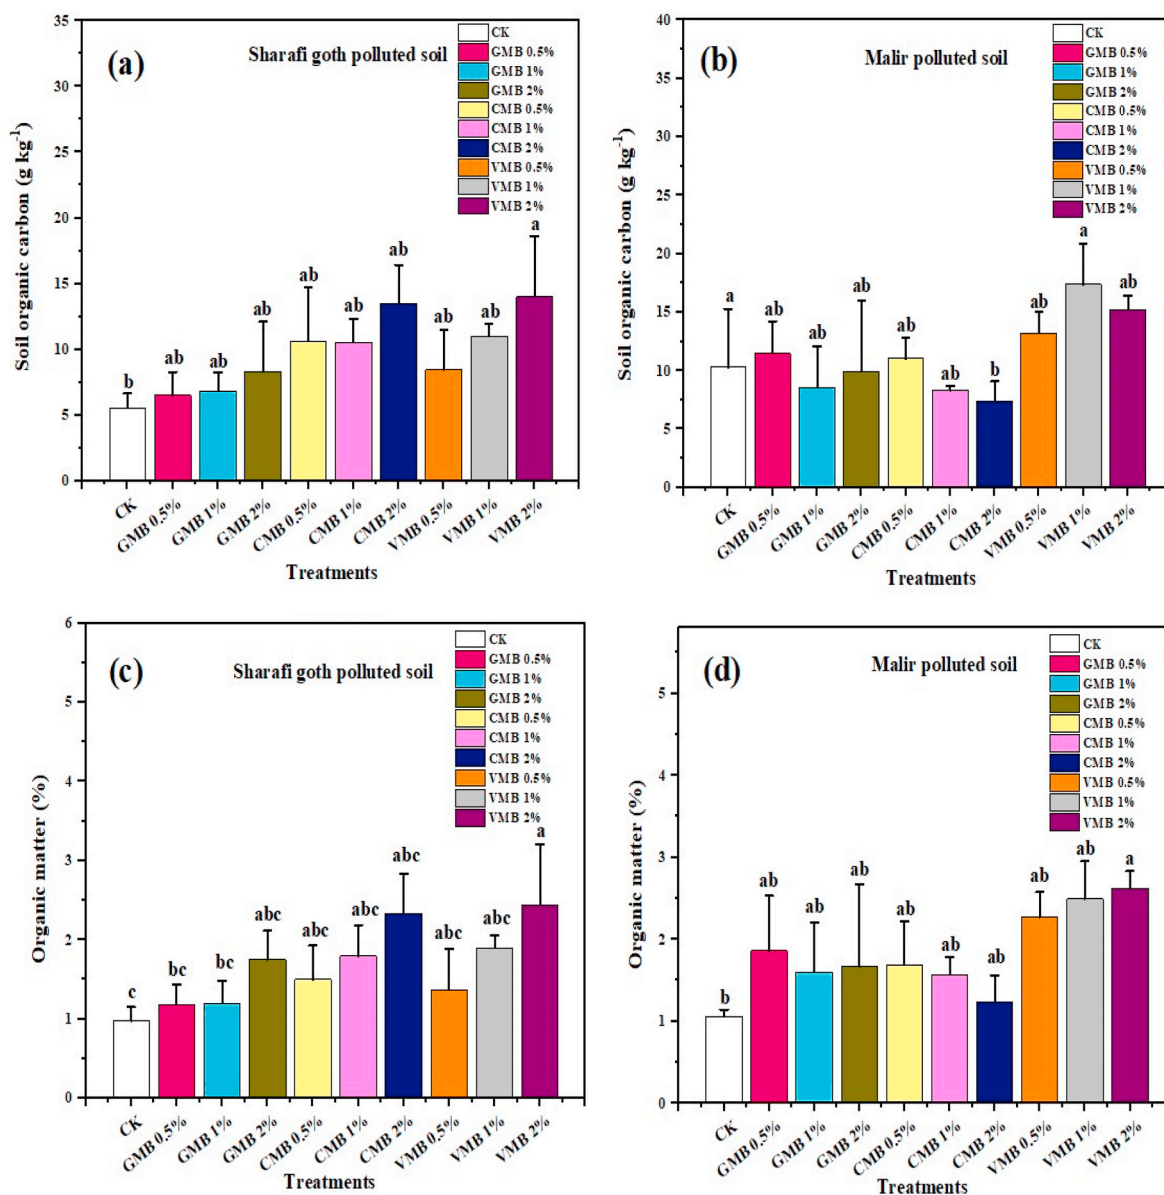 (a)
Sharafi goth polluted soil
CK
GMB 0.5%
GMB 1%
GMB 2%
CMB 0.5%
CMB 1%
CMB 2%
VMB 0.5%
VMB 1%
VMB 2%
Soil organic carbon (g kg⁻¹)
35
30
25
20
15
10
5
0
b
ab
ab
ab
ab
ab
ab
ab
ab
a
CK
GMB 0.5%
GMB 1%
GMB 2%
CMB 0.5%
CMB 1%
CMB 2%
VMB 0.5%
VMB 1%
VMB 2%
Treatments
(b)
Malir polluted soil
CK
GMB 0.5%
GMB 1%
GMB 2%
CMB 0.5%
CMB 1%
CMB 2%
VMB 0.5%
VMB 1%
VMB 2%
Soil organic carbon (g kg⁻¹)
40
35
30
25
20
15
10
5
0
a
ab
ab
ab
ab
ab
b
ab
a
ab
CK
GMB 0.5%
GMB 1%
GMB 2%
CMB 0.5%
CMB 1%
CMB 2%
VMB 0.5%
VMB 1%
VMB 2%
Treatments
(c)
Sharafi goth polluted soil
CK
GMB 0.5%
GMB 1%
GMB 2%
CMB 0.5%
CMB 1%
CMB 2%
VMB 0.5%
VMB 1%
VMB 2%
Organic matter (%)
6
5
4
3
2
1
0
c
bc
bc
abc
abc
abc
abc
abc
abc
a
CK
GMB 0.5%
GMB 1%
GMB 2%
CMB 0.5%
CMB 1%
CMB 2%
VMB 0.5%
VMB 1%
VMB 2%
Treatments
(d)
Malir polluted soil
CK
GMB 0.5%
GMB 1%
GMB 2%
CMB 0.5%
CMB 1%
CMB 2%
VMB 0.5%
VMB 1%
VMB 2%
Organic matter (%)
5
4
3
2
1
0
b
ab
ab
ab
ab
ab
ab
ab
ab
a
CK
GMB 0.5%
GMB 1%
GMB 2%
CMB 0.5%
CMB 1%
CMB 2%
VMB 0.5%
VMB 1%
VMB 2%
Treatments